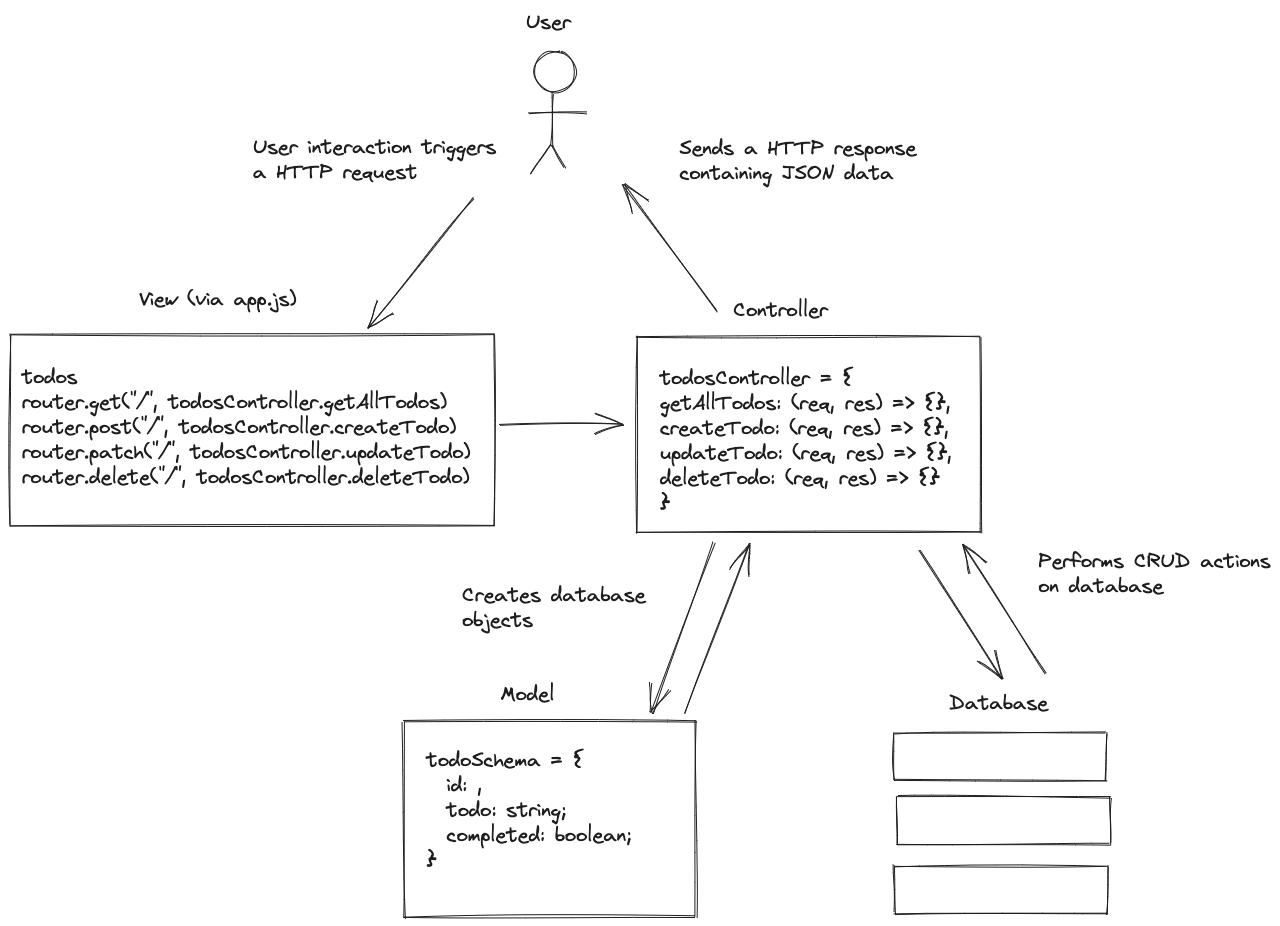 User
User interaction triggers
a HTTP request
Sends a HTTP response
containing JSON data
View (via app.js)
todos
router.get("/", todosController.getAllTodos)
router.post("/", todosController.createTodo)
router.patch("/", todosController.updateTodo)
router.delete("/", todosController.deleteTodo)
Controller
todosController = {
getAllTodos: (req, res) => {},
createTodo: (req, res) => {},
updateTodo: (req, res) => {},
deleteTodo: (req, res) => {}
}
Creates database
objects
Performs CRUD actions
on database
Model
todoSchema = {
id: ,
todo: string;
completed: boolean;
}
Database